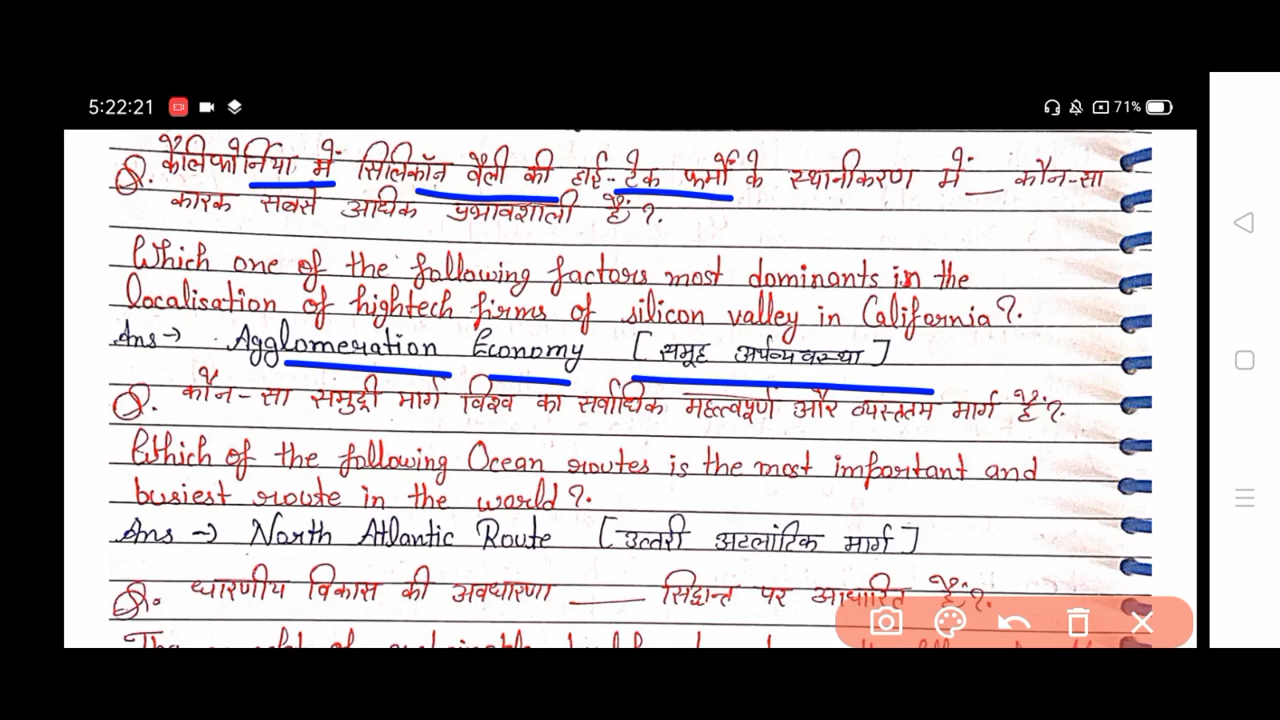 5:22:21
71%
Q. कैलिफोर्निया में सिलिकॉन वैली की हाई-टेक फर्मों के स्थानीकरण में __ कौन-सा
कारक सबसे अधिक प्रभावशाली हैं?.
Which one of the following factors most dominants in the
localisation of hightech firms of silicon valley in California?.
Ans → Agglomeration Economy [समूह अर्थव्यवस्था]
Q. कौन-सा समुद्री मार्ग विश्व का सर्वाधिक महत्वपूर्ण और व्यस्ततम मार्ग हैं?.
Which of the following Ocean routes is the most important and
busiest route in the world?.
Ans → North Atlantic Route [उत्तरी अटलांटिक मार्ग]
Q. धारणीय विकास की अवधारणा ____ सिद्धान्त पर आधारित हैं?.